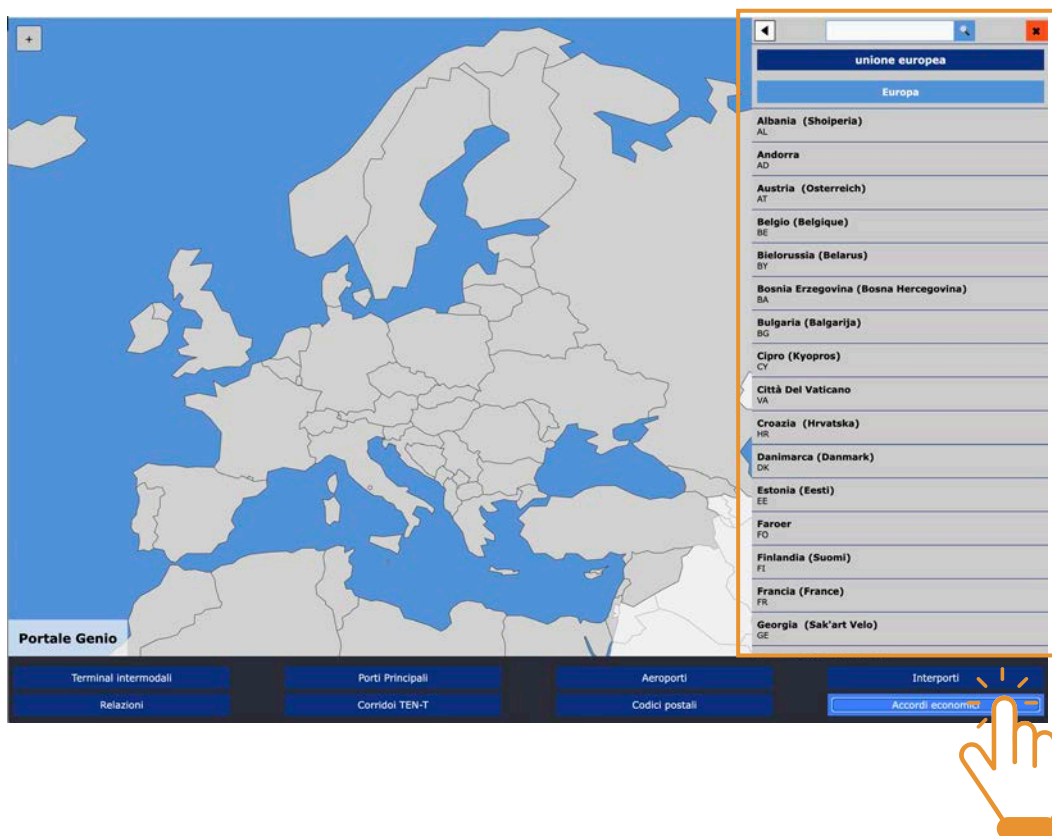 +
unione europea
Europa
Albania (Shoiperia)
AL
Andorra
AD
Austria (Osterreich)
AT
Belgio (Belgique)
BE
Bielorussia (Belarus)
BY
Bosnia Erzegovina (Bosna Hercegovina)
BA
Bulgaria (Balgarija)
BG
Cipro (Kyopros)
CY
Città Del Vaticano
VA
Croazia (Hrvatska)
HR
Danimarca (Danmark)
DK
Estonia (Eesti)
EE
Faroer
FO
Finlandia (Suomi)
FI
Francia (France)
FR
Georgia (Sak'art Velo)
GE
Portale Genio
Terminal intermodali
Porti Principali
Aeroporti
Interporti
Relazioni
Corridoi TEN-T
Codici postali
Accordi economici